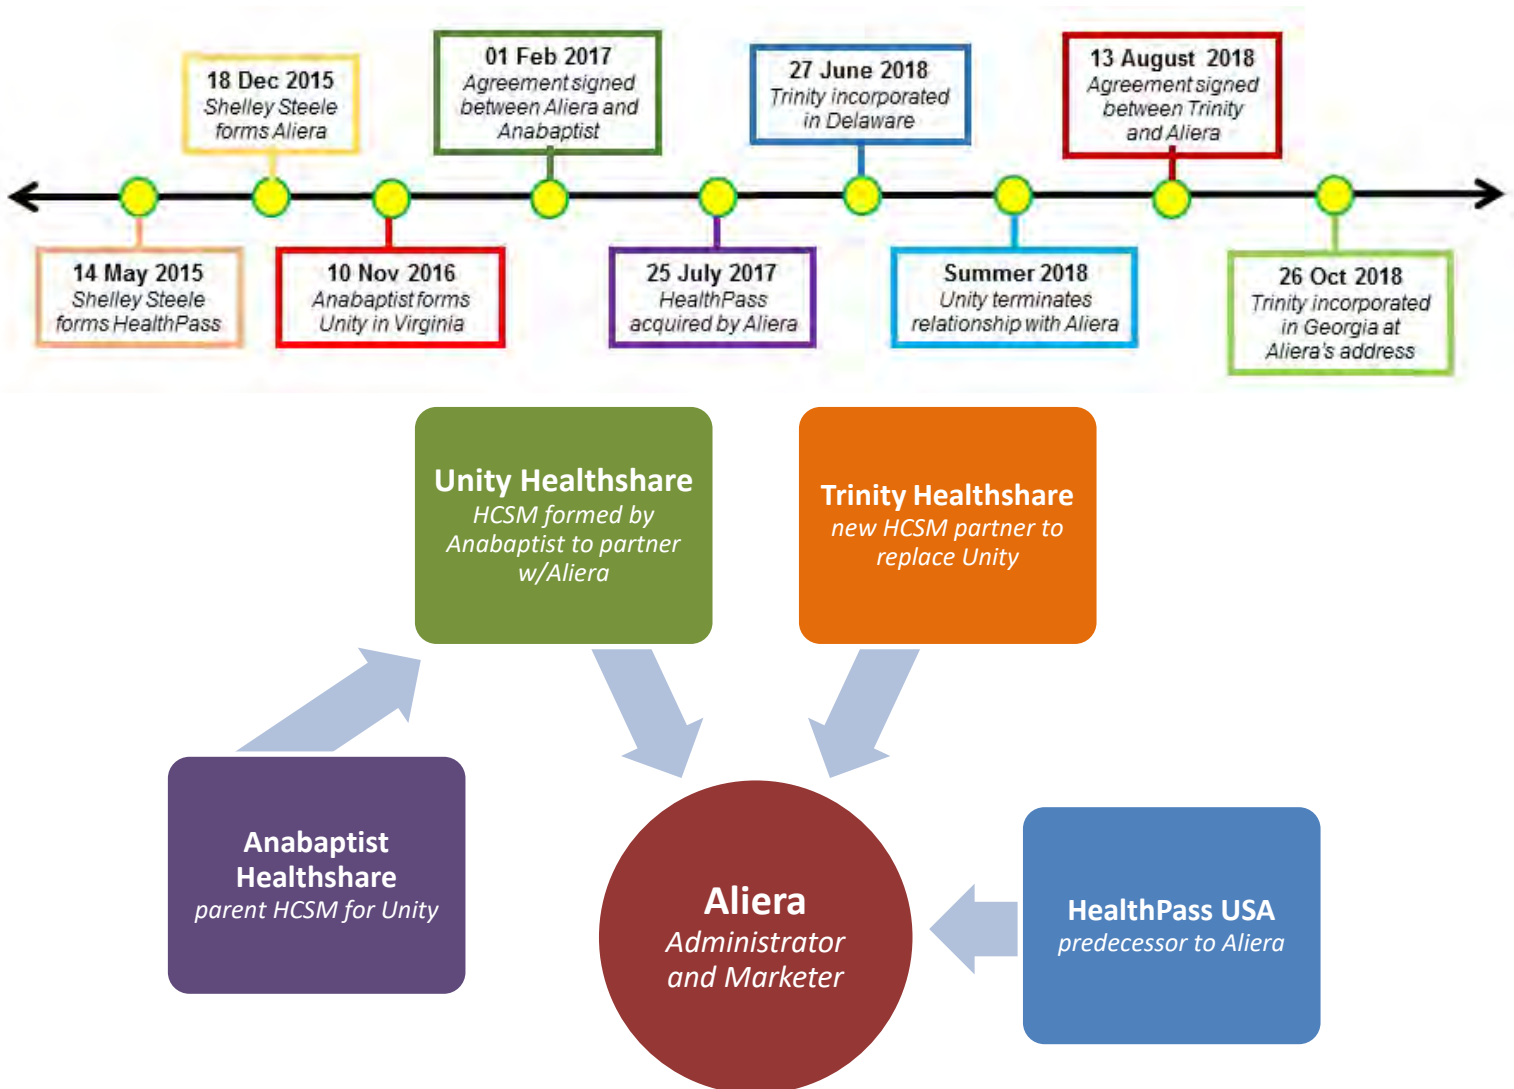 18 Dec 2015
Shelley Steele
forms Aliera
01 Feb 2017
Agreement signed
between Aliera and
Anabaptist
27 June 2018
Trinity incorporated
in Delaware
13 August 2018
Agreement signed
between Trinity
and Aliera
14 May 2015
Shelley Steele
forms HealthPass
10 Nov 2016
Anabaptist forms
Unity in Virginia
25 July 2017
HealthPass
acquired by Aliera
Summer 2018
Unity terminates
relationship with Aliera
26 Oct 2018
Trinity incorporated
in Georgia at
Aliera's address
Unity Healthshare
HCSM formed by
Anabaptist to partner
w/Aliera
Trinity Healthshare
new HCSM partner to
replace Unity
Anabaptist
Healthshare
parent HCSM for Unity
Aliera
Administrator
and Marketer
HealthPass USA
predecessor to Aliera